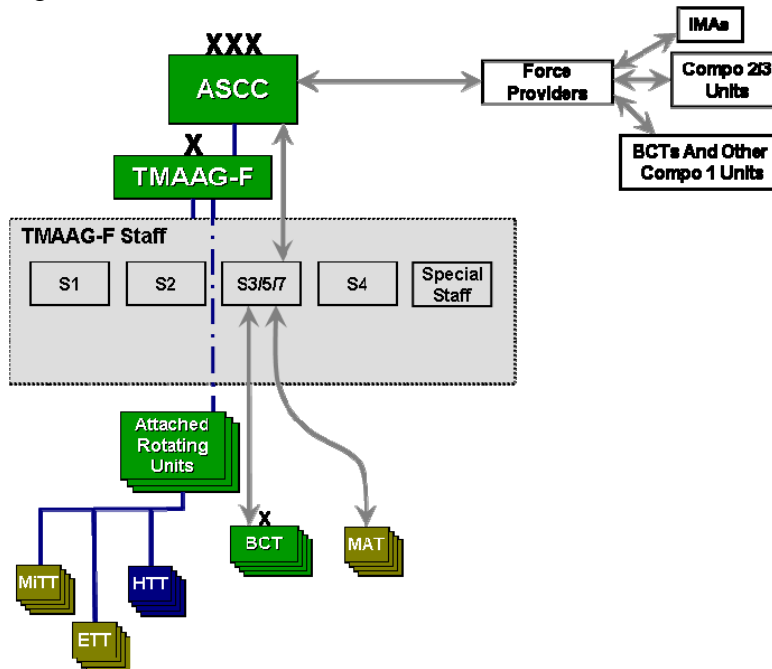 XXX
ASCC
Force
Providers
IMAs
Compo 2/3
Units
BCTs And Other
Compo 1 Units
X
TMAAG-F
TMAAG-F Staff
S1
S2
S3/5/7
S4
Special
Staff
Attached
Rotating
Units
X
BCT
MAT
MiTT
HTT
ETT